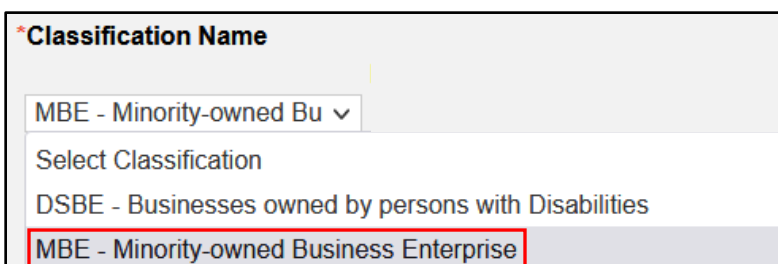 *Classification Name
MBE - Minority-owned Bu
Select Classification
DSBE - Businesses owned by persons with Disabilities
MBE - Minority-owned Business Enterprise